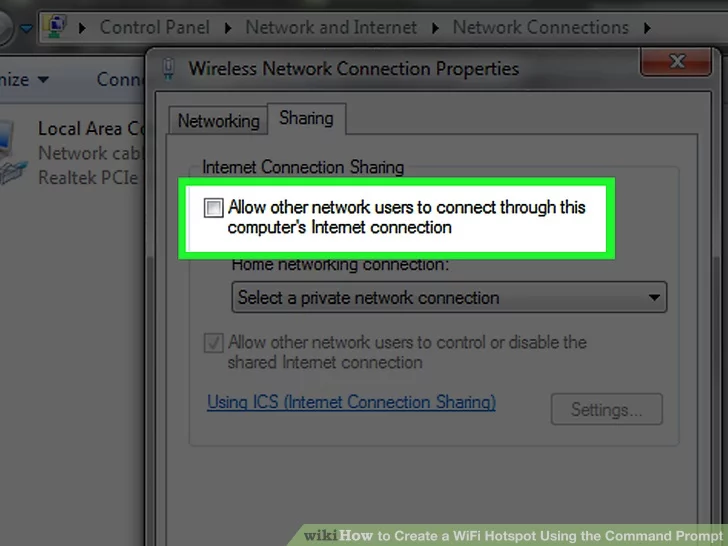 Control Panel Network and Internet Network Connections
nize Conne
Wireless Network Connection Properties
Local Area Co
Network cab
Realtek PCIe
Networking Sharing
Internet Connection Sharing
Allow other network users to connect through this
computer's Internet connection
Home networking connection:
Select a private network connection
Allow other network users to control or disable the
shared Internet connection
Using ICS (Internet Connection Sharing)
Settings...
wikiHow to Create a WiFi Hotspot Using the Command Prompt